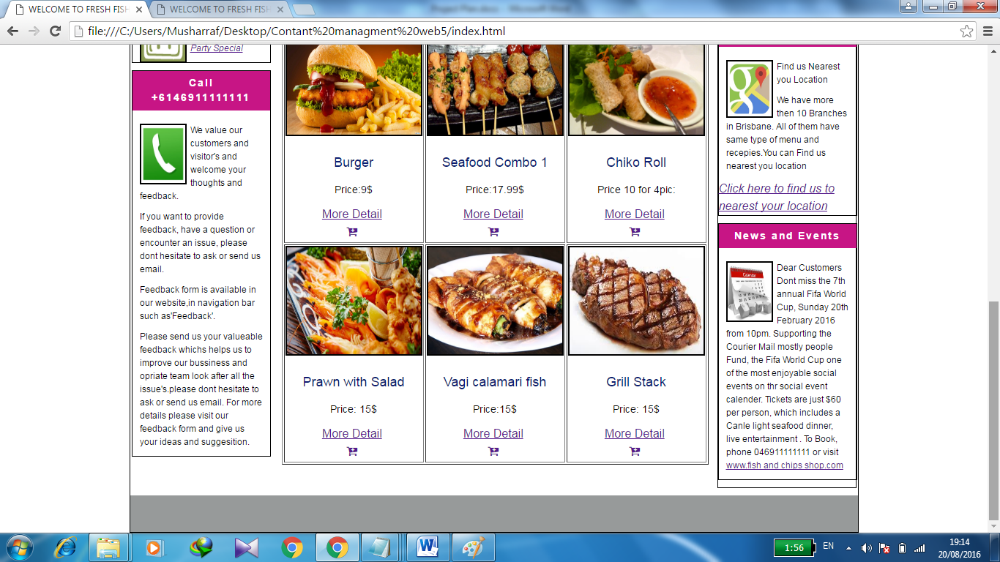 WELCOME TO FRESH FISH
WELCOME TO FRESH FISH
file:///C:/Users/Musharraf/Desktop/Contant%20managment%20web5/index.html
Party Special
Call
+6146911111111
We value our
customers and
visitor's and
welcome your
thoughts and
feedback.
If you want to provide
feedback, have a question or
encounter an issue, please
dont hesitate to ask or send us
email.
Feedback form is available in
our website,in navigation bar
such as'Feedback'.
Please send us your valueable
feedback whichs helps us to
improve our bussiness and
opriate team look after all the
issue's.please dont hesitate to
ask or send us email. For more
details please visit our
feedback form and give us
your ideas and suggesition.
Burger
Price:9$
More Detail
Seafood Combo 1
Price:17.99$
More Detail
Chiko Roll
Price 10 for 4pic:
More Detail
Prawn with Salad
Price: 15$
More Detail
Vagi calamari fish
Price:15$
More Detail
Grill Stack
Price: 15$
More Detail
Find us Nearest
you Location
We have more
then 10 Branches
in Brisbane. All of them have
same type of menu and
recepies.You can Find us
nearest you location
Click here to find us to
nearest your location
News and Events
Dear Customers
Dont miss the 7th
annual Fifa World
Cup, Sunday 20th
February 2016
from 10pm. Supporting the
Courier Mail mostly people
Fund, the Fifa World Cup one
of the most enjoyable social
events on thr social event
calender. Tickets are just $60
per person, which includes a
Canle light seafood dinner,
live entertainment . To Book,
phone 046911111111 or visit
www.fish and chips shop.com
1:56
EN
19:14
20/08/2016